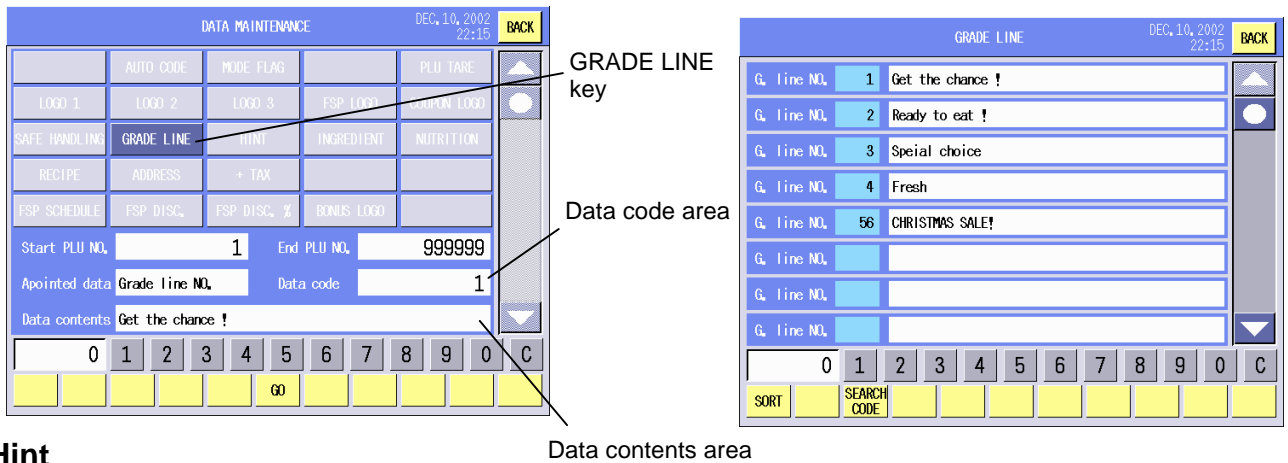 DATA MAINTENANCE
DEC.10.2002
22:15
BACK
AUTO CODE MODE FLAG PLU TARE
LOGO 1 LOGO 2 LOGO 3 FSP LOGO COUPON LOGO
SAFE HANDLING GRADE LINE HINT INGREDIENT NUTRITION
RECIPE ADDRESS + TAX
FSP SCHEDULE FSP DISC. FSP DISC. % BONUS LOGO
Start PLU NO. 1 End PLU NO. 999999
Apointed data Grade line NO. Data code 1
Data contents Get the chance !
0 1 2 3 4 5 6 7 8 9 0 C
GO
GRADE LINE
key
Data code area
Data contents area
GRADE LINE
DEC.10.2002
22:15
BACK
G. line NO. 1 Get the chance !
G. line NO. 2 Ready to eat !
G. line NO. 3 Speial choice
G. line NO. 4 Fresh
G. line NO. 56 CHRISTMAS SALE!
G. line NO.
G. line NO.
G. line NO.
0 1 2 3 4 5 6 7 8 9 0 C
SORT SEARCH
CODE
Hint